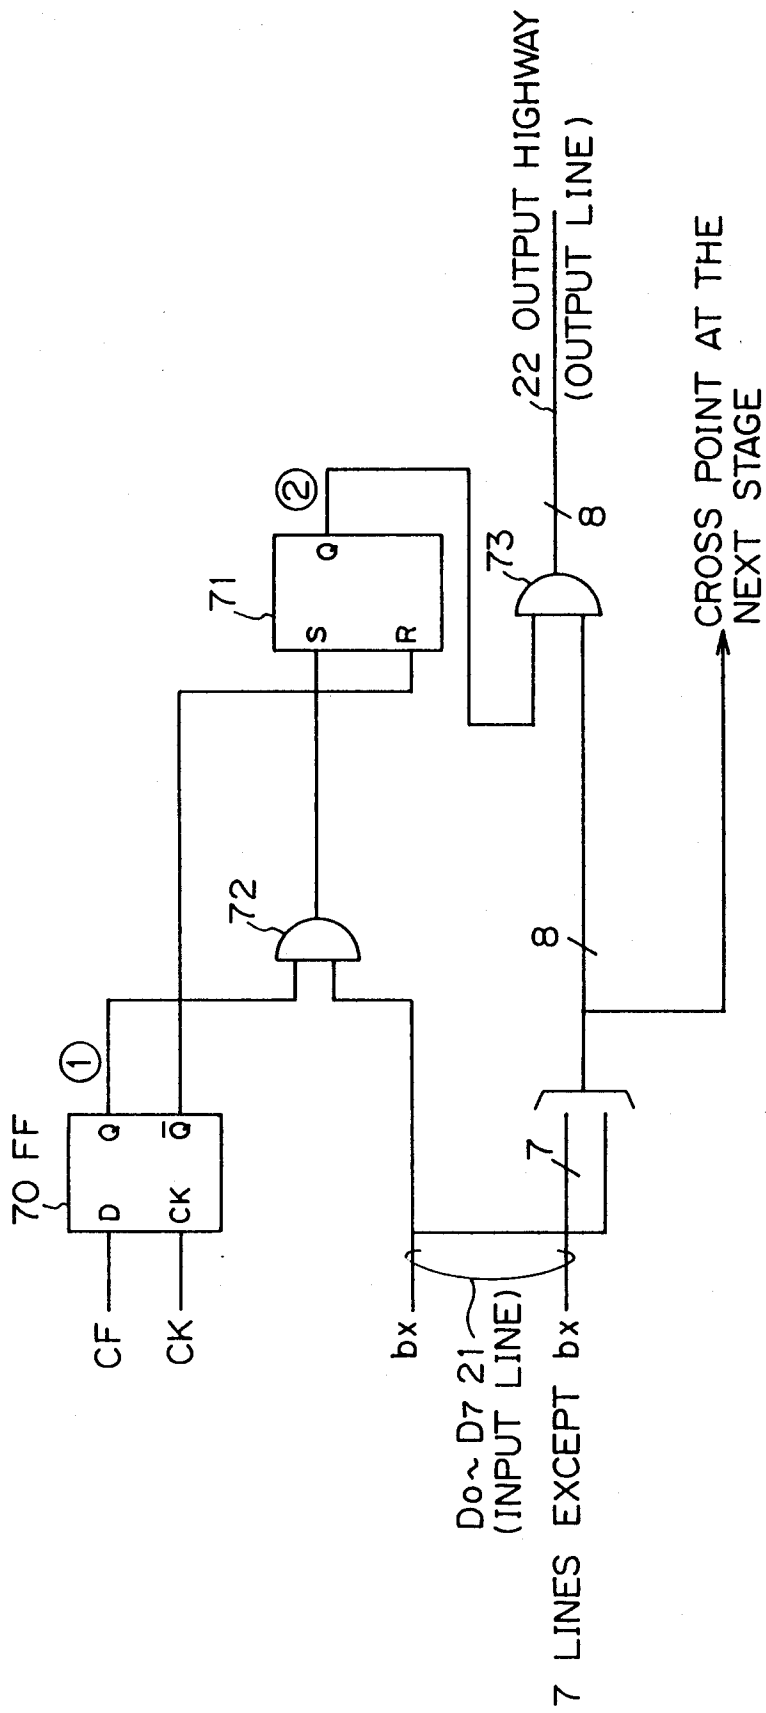 70 FF
CF
CK
D
CK
Q
Q̅
①
72
71
S
R
Q
②
bx
D0~D7 21
(INPUT LINE)
7 LINES EXCEPT bx
7
8
73
8
22 OUTPUT HIGHWAY
(OUTPUT LINE)
CROSS POINT AT THE
NEXT STAGE